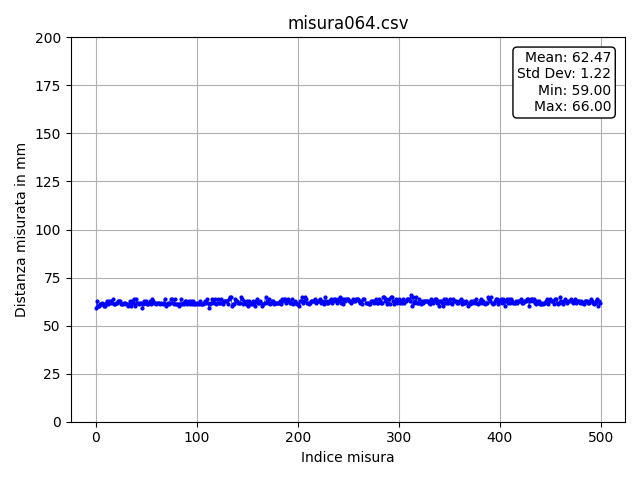 misura064.csv
200
175
150
125
100
75
50
25
0
Distanza misurata in mm
Mean: 62.47
Std Dev: 1.22
Min: 59.00
Max: 66.00
0 100 200 300 400 500
Indice misura